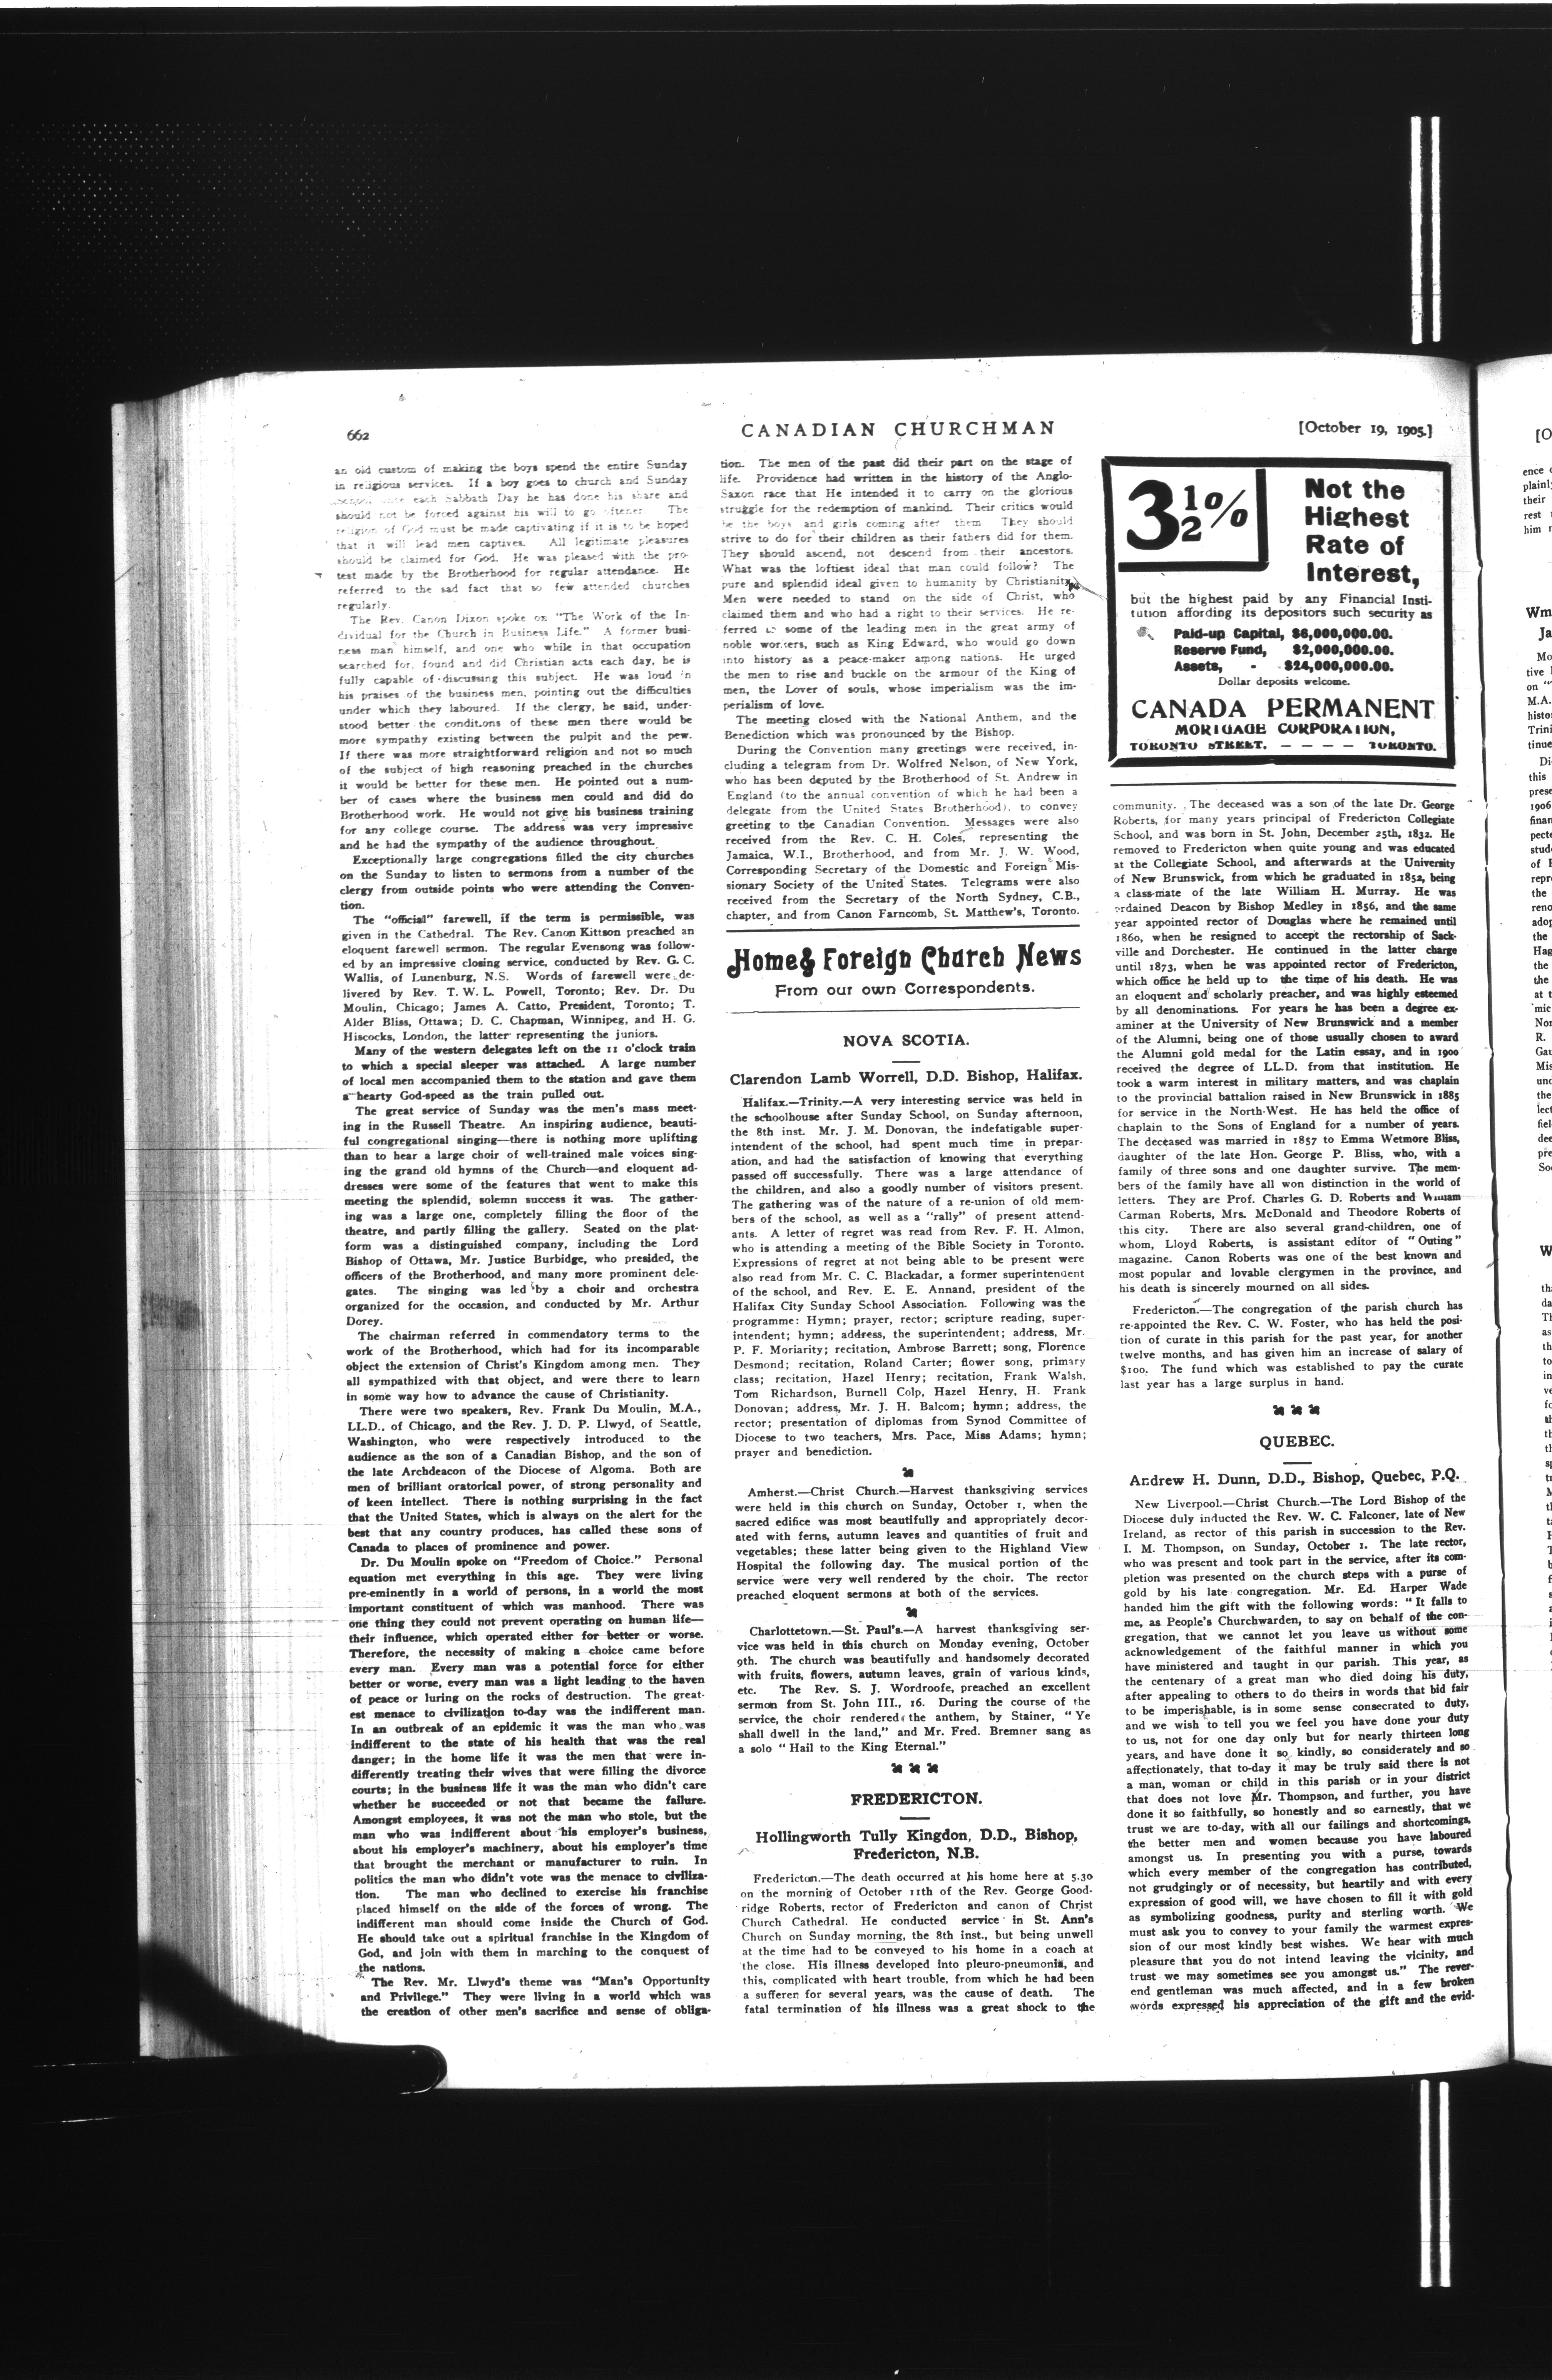 662
CANADIAN CHURCHMAN
[October 19, 1905.]
an old custom of making the boys spend the entire Sunday
in religious services. If a boy goes to church and Sunday
each Sabbath Day he has done his share and
should not be forced against his will to go oftener. The
religion of God must be made captivating if it is to be hoped
that it will lead men captives. All legitimate pleasures
should be claimed for God. He was pleased with the pro-
test made by the Brotherhood for regular attendance. He
referred to the sad fact that so few attended churches
regularly.
The Rev. Canon Dixon spoke on "The Work of the In-
dividual for the Church in Business Life." A former busi-
ness man himself, and one who while in that occupation
searched for, found and did Christian acts each day, he is
fully capable of discussing this subject. He was loud in
his praises of the business men, pointing out the difficulties
under which they laboured. If the clergy, he said, under-
stood better the conditions of these men there would be
more sympathy existing between the pulpit and the pew.
If there was more straightforward religion and not so much
of the subject of high reasoning preached in the churches
it would be better for these men. He pointed out a num-
ber of cases where the business men could and did do
Brotherhood work. He would not give his business training
for any college course. The address was very impressive
and he had the sympathy of the audience throughout.
Exceptionally large congregations filled the city churches
on the Sunday to listen to sermons from a number of the
clergy from outside points who were attending the Conven-
tion.
The "official" farewell, if the term is permissible, was
given in the Cathedral. The Rev. Canon Kittson preached an
eloquent farewell sermon. The regular Evensong was follow-
ed by an impressive closing service, conducted by Rev. G. C.
Wallis, of Lunenburg, N.S. Words of farewell were de-
livered by Rev. T. W. L. Powell, Toronto; Rev. Dr. Du
Moulin, Chicago; James A. Catto, President, Toronto; T.
Alder Bliss, Ottawa; D. C. Chapman, Winnipeg, and H. G.
Hiscocks, London, the latter representing the juniors.
Many of the western delegates left on the 11 o'clock train
to which a special sleeper was attached. A large number
of local men accompanied them to the station and gave them
a hearty God-speed as the train pulled out.
The great service of Sunday was the men's mass meet-
ing in the Russell Theatre. An inspiring audience, beauti-
ful congregational singing—there is nothing more uplifting
than to hear a large choir of well-trained male voices sing-
ing the grand old hymns of the Church—and eloquent ad-
dresses were some of the features that went to make this
meeting the splendid, solemn success it was. The gather-
ing was a large one, completely filling the floor of the
theatre, and partly filling the gallery. Seated on the plat-
form was a distinguished company, including the Lord
Bishop of Ottawa, Mr. Justice Burbidge, who presided, the
officers of the Brotherhood, and many more prominent dele-
gates. The singing was led by a choir and orchestra
organized for the occasion, and conducted by Mr. Arthur
Dorey.
The chairman referred in commendatory terms to the
work of the Brotherhood, which had for its incomparable
object the extension of Christ's Kingdom among men. They
all sympathized with that object, and were there to learn
in some way how to advance the cause of Christianity.
There were two speakers, Rev. Frank Du Moulin, M.A.,
LL.D., of Chicago, and the Rev. J. D. P. Llwyd, of Seattle,
Washington, who were respectively introduced to the
audience as the son of a Canadian Bishop, and the son of
the late Archdeacon of the Diocese of Algoma. Both are
men of brilliant oratorical power, of strong personality and
of keen intellect. There is nothing surprising in the fact
that the United States, which is always on the alert for the
best that any country produces, has called these sons of
Canada to places of prominence and power.
Dr. Du Moulin spoke on "Freedom of Choice." Personal
equation met everything in this age. They were living
pre-eminently in a world of persons, in a world the most
important constituent of which was manhood. There was
one thing they could not prevent operating on human life—
their influence, which operated either for better or worse.
Therefore, the necessity of making a choice came before
every man. Every man was a potential force for either
better or worse, every man was a light leading to the haven
of peace or luring on the rocks of destruction. The great-
est menace to civilization to-day was the indifferent man.
In an outbreak of an epidemic it was the man who was
indifferent to the state of his health that was the real
danger; in the home life it was the men that were in-
differently treating their wives that were filling the divorce
courts; in the business life it was the man who didn't care
whether he succeeded or not that became the failure.
Amongst employees, it was not the man who stole, but the
man who was indifferent about his employer's business,
about his employer's machinery, about his employer's time
that brought the merchant or manufacturer to ruin. In
politics the man who didn't vote was the menace to civiliza-
tion. The man who declined to exercise his franchise
placed himself on the side of the forces of wrong. The
indifferent man should come inside the Church of God.
He should take out a spiritual franchise in the Kingdom of
God, and join with them in marching to the conquest of
the nations.
The Rev. Mr. Llwyd's theme was "Man's Opportunity
and Privilege." They were living in a world which was
the creation of other men's sacrifice and sense of obliga-
tion. The men of the past did their part on the stage of
life. Providence had written in the history of the Anglo-
Saxon race that He intended it to carry on the glorious
struggle for the redemption of mankind. Their critics would
be the boys and girls coming after them. They should
strive to do for their children as their fathers did for them.
They should ascend, not descend from their ancestors.
What was the loftiest ideal that man could follow? The
pure and splendid ideal given to humanity by Christianity.
Men were needed to stand on the side of Christ, who
claimed them and who had a right to their services. He re-
ferred to some of the leading men in the great army of
noble workers, such as King Edward, who would go down
into history as a peace-maker among nations. He urged
the men to rise and buckle on the armour of the King of
men, the Lover of souls, whose imperialism was the im-
perialism of love.
The meeting closed with the National Anthem, and the
Benediction which was pronounced by the Bishop.
During the Convention many greetings were received, in-
cluding a telegram from Dr. Wolfred Nelson, of New York,
who has been deputed by the Brotherhood of St. Andrew in
England (to the annual convention of which he had been a
delegate from the United States Brotherhood), to convey
greeting to the Canadian Convention. Messages were also
received from the Rev. C. H. Coles, representing the
Jamaica, W.I., Brotherhood, and from Mr. J. W. Wood,
Corresponding Secretary of the Domestic and Foreign Mis-
sionary Society of the United States. Telegrams were also
received from the Secretary of the North Sydney, C.B.,
chapter, and from Canon Farncomb, St. Matthew's, Toronto.
Home & Foreign Church News
From our own Correspondents.
NOVA SCOTIA.
Clarendon Lamb Worrell, D.D. Bishop, Halifax.
Halifax.—Trinity.—A very interesting service was held in
the schoolhouse after Sunday School, on Sunday afternoon,
the 8th inst. Mr. J. M. Donovan, the indefatigable super-
intendent of the school, had spent much time in prepar-
ation, and had the satisfaction of knowing that everything
passed off successfully. There was a large attendance of
the children, and also a goodly number of visitors present.
The gathering was of the nature of a re-union of old mem-
bers of the school, as well as a "rally" of present attend-
ants. A letter of regret was read from Rev. F. H. Almon,
who is attending a meeting of the Bible Society in Toronto.
Expressions of regret at not being able to be present were
also read from Mr. C. C. Blackadar, a former superintendent
of the school, and Rev. E. E. Annand, president of the
Halifax City Sunday School Association. Following was the
programme: Hymn; prayer, rector; scripture reading, super-
intendent; hymn; address, the superintendent; address, Mr.
P. F. Moriarity; recitation, Ambrose Barrett; song, Florence
Desmond; recitation, Roland Carter; flower song, primary
class; recitation, Hazel Henry; recitation, Frank Walsh,
Tom Richardson, Burnell Colp, Hazel Henry, H. Frank
Donovan; address, Mr. J. H. Balcom; hymn; address, the
rector; presentation of diplomas from Synod Committee of
Diocese to two teachers, Mrs. Pace, Miss Adams; hymn;
prayer and benediction.
Amherst.—Christ Church.—Harvest thanksgiving services
were held in this church on Sunday, October 1, when the
sacred edifice was most beautifully and appropriately decor-
ated with ferns, autumn leaves and quantities of fruit and
vegetables; these latter being given to the Highland View
Hospital the following day. The musical portion of the
service were very well rendered by the choir. The rector
preached eloquent sermons at both of the services.
Charlottetown.—St. Paul's.—A harvest thanksgiving ser-
vice was held in this church on Monday evening, October
9th. The church was beautifully and handsomely decorated
with fruits, flowers, autumn leaves, grain of various kinds,
etc. The Rev. S. J. Wordroofe, preached an excellent
sermon from St. John III., 16. During the course of the
service, the choir rendered the anthem, by Stainer, "Ye
shall dwell in the land," and Mr. Fred. Bremner sang as
a solo "Hail to the King Eternal."
FREDERICTON.
Hollingworth Tully Kingdon, D.D., Bishop,
Fredericton, N.B.
Fredericton.—The death occurred at his home here at 5.30
on the morning of October 11th of the Rev. George Good-
ridge Roberts, rector of Fredericton and canon of Christ
Church Cathedral. He conducted service in St. Ann's
Church on Sunday morning, the 8th inst., but being unwell
at the time had to be conveyed to his home in a coach at
the close. His illness developed into pleuro-pneumonia, and
this, complicated with heart trouble, from which he had been
a sufferer for several years, was the cause of death. The
fatal termination of his illness was a great shock to the
3½%
Not the
Highest
Rate of
Interest,
but the highest paid by any Financial Insti-
tution affording its depositors such security as
Paid-up Capital, $6,000,000.00.
Reserve Fund, $2,000,000.00.
Assets, - $24,000,000.00.
Dollar deposits welcome.
CANADA PERMANENT
MORTGAGE CORPORATION,
TORONTO STREET, — — — — TORONTO.
community. The deceased was a son of the late Dr. George
Roberts, for many years principal of Fredericton Collegiate
School, and was born in St. John, December 25th, 1832. He
removed to Fredericton when quite young and was educated
at the Collegiate School, and afterwards at the University
of New Brunswick, from which he graduated in 1852, being
a class-mate of the late William H. Murray. He was
ordained Deacon by Bishop Medley in 1856, and the same
year appointed rector of Douglas where he remained until
1860, when he resigned to accept the rectorship of Sack-
ville and Dorchester. He continued in the latter charge
until 1873, when he was appointed rector of Fredericton,
which office he held up to the time of his death. He was
an eloquent and scholarly preacher, and was highly esteemed
by all denominations. For years he has been a degree ex-
aminer at the University of New Brunswick and a member
of the Alumni, being one of those usually chosen to award
the Alumni gold medal for the Latin essay, and in 1900
received the degree of LL.D. from that institution. He
took a warm interest in military matters, and was chaplain
to the provincial battalion raised in New Brunswick in 1885
for service in the North-West. He has held the office of
chaplain to the Sons of England for a number of years.
The deceased was married in 1857 to Emma Wetmore Bliss,
daughter of the late Hon. George P. Bliss, who, with a
family of three sons and one daughter survive. The mem-
bers of the family have all won distinction in the world of
letters. They are Prof. Charles G. D. Roberts and William
Carman Roberts, Mrs. McDonald and Theodore Roberts of
this city. There are also several grand-children, one of
whom, Lloyd Roberts, is assistant editor of "Outing"
magazine. Canon Roberts was one of the best known and
most popular and lovable clergymen in the province, and
his death is sincerely mourned on all sides.
Fredericton.—The congregation of the parish church has
re-appointed the Rev. C. W. Foster, who has held the posi-
tion of curate in this parish for the past year, for another
twelve months, and has given him an increase of salary of
$100. The fund which was established to pay the curate
last year has a large surplus in hand.
QUEBEC.
Andrew H. Dunn, D.D., Bishop, Quebec, P.Q.
New Liverpool.—Christ Church.—The Lord Bishop of the
Diocese duly inducted the Rev. W. C. Falconer, late of New
Ireland, as rector of this parish in succession to the Rev.
I. M. Thompson, on Sunday, October 1. The late rector,
who was present and took part in the service, after its com-
pletion was presented on the church steps with a purse of
gold by his late congregation. Mr. Ed. Harper Wade
handed him the gift with the following words: "It falls to
me, as People's Churchwarden, to say on behalf of the con-
gregation, that we cannot let you leave us without some
acknowledgement of the faithful manner in which you
have ministered and taught in our parish. This year, as
the centenary of a great man who died doing his duty,
after appealing to others to do theirs in words that bid fair
to be imperishable, is in some sense consecrated to duty,
and we wish to tell you we feel you have done your duty
to us, not for one day only but for nearly thirteen long
years, and have done it so kindly, so considerately and so
affectionately, that to-day it may be truly said there is not
a man, woman or child in this parish or in your district
that does not love Mr. Thompson, and further, you have
done it so faithfully, so honestly and so earnestly, that we
trust we are to-day, with all our failings and shortcomings,
the better men and women because you have laboured
amongst us. In presenting you with a purse, towards
which every member of the congregation has contributed,
not grudgingly or of necessity, but heartily and with every
expression of good will, we have chosen to fill it with gold
as symbolizing goodness, purity and sterling worth. We
must ask you to convey to your family the warmest expres-
sion of our most kindly best wishes. We hear with much
pleasure that you do not intend leaving the vicinity, and
trust we may sometimes see you amongst us." The rever-
end gentleman was much affected, and in a few broken
words expressed his appreciation of the gift and the evid-